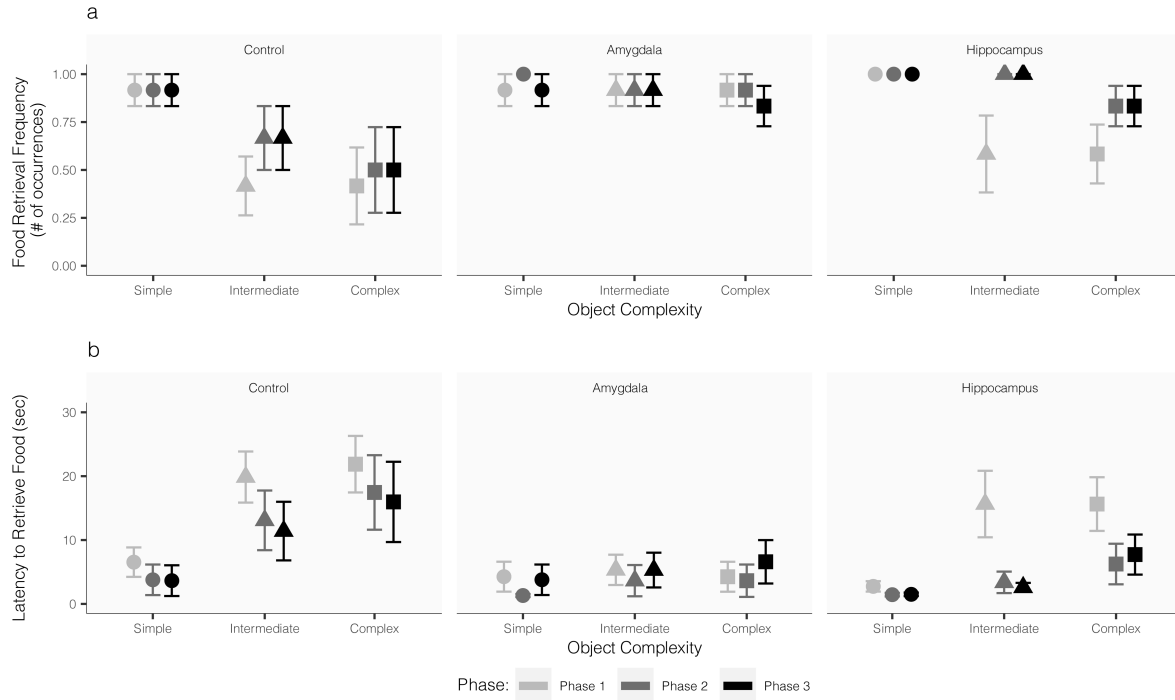 a
Control
Amygdala
Hippocampus
Food Retrieval Frequency
(# of occurrences)
1.00
0.75
0.50
0.25
0.00
Simple
Intermediate
Complex
Simple
Intermediate
Complex
Simple
Intermediate
Complex
Object Complexity
b
Control
Amygdala
Hippocampus
Latency to Retrieve Food (sec)
30
20
10
0
Simple
Intermediate
Complex
Simple
Intermediate
Complex
Simple
Intermediate
Complex
Object Complexity
Phase: Phase 1 Phase 2 Phase 3